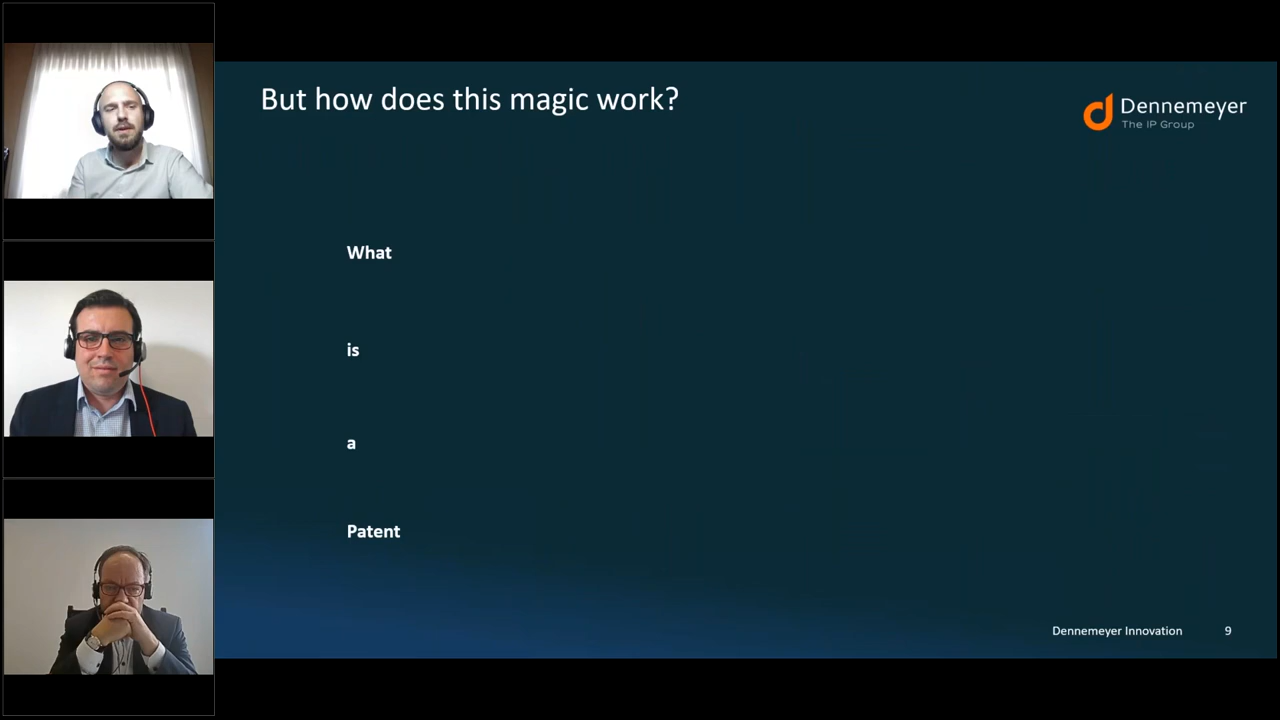 But how does this magic work?
Dennemeyer
The IP Group
What
is
a
Patent
Dennemeyer Innovation 9